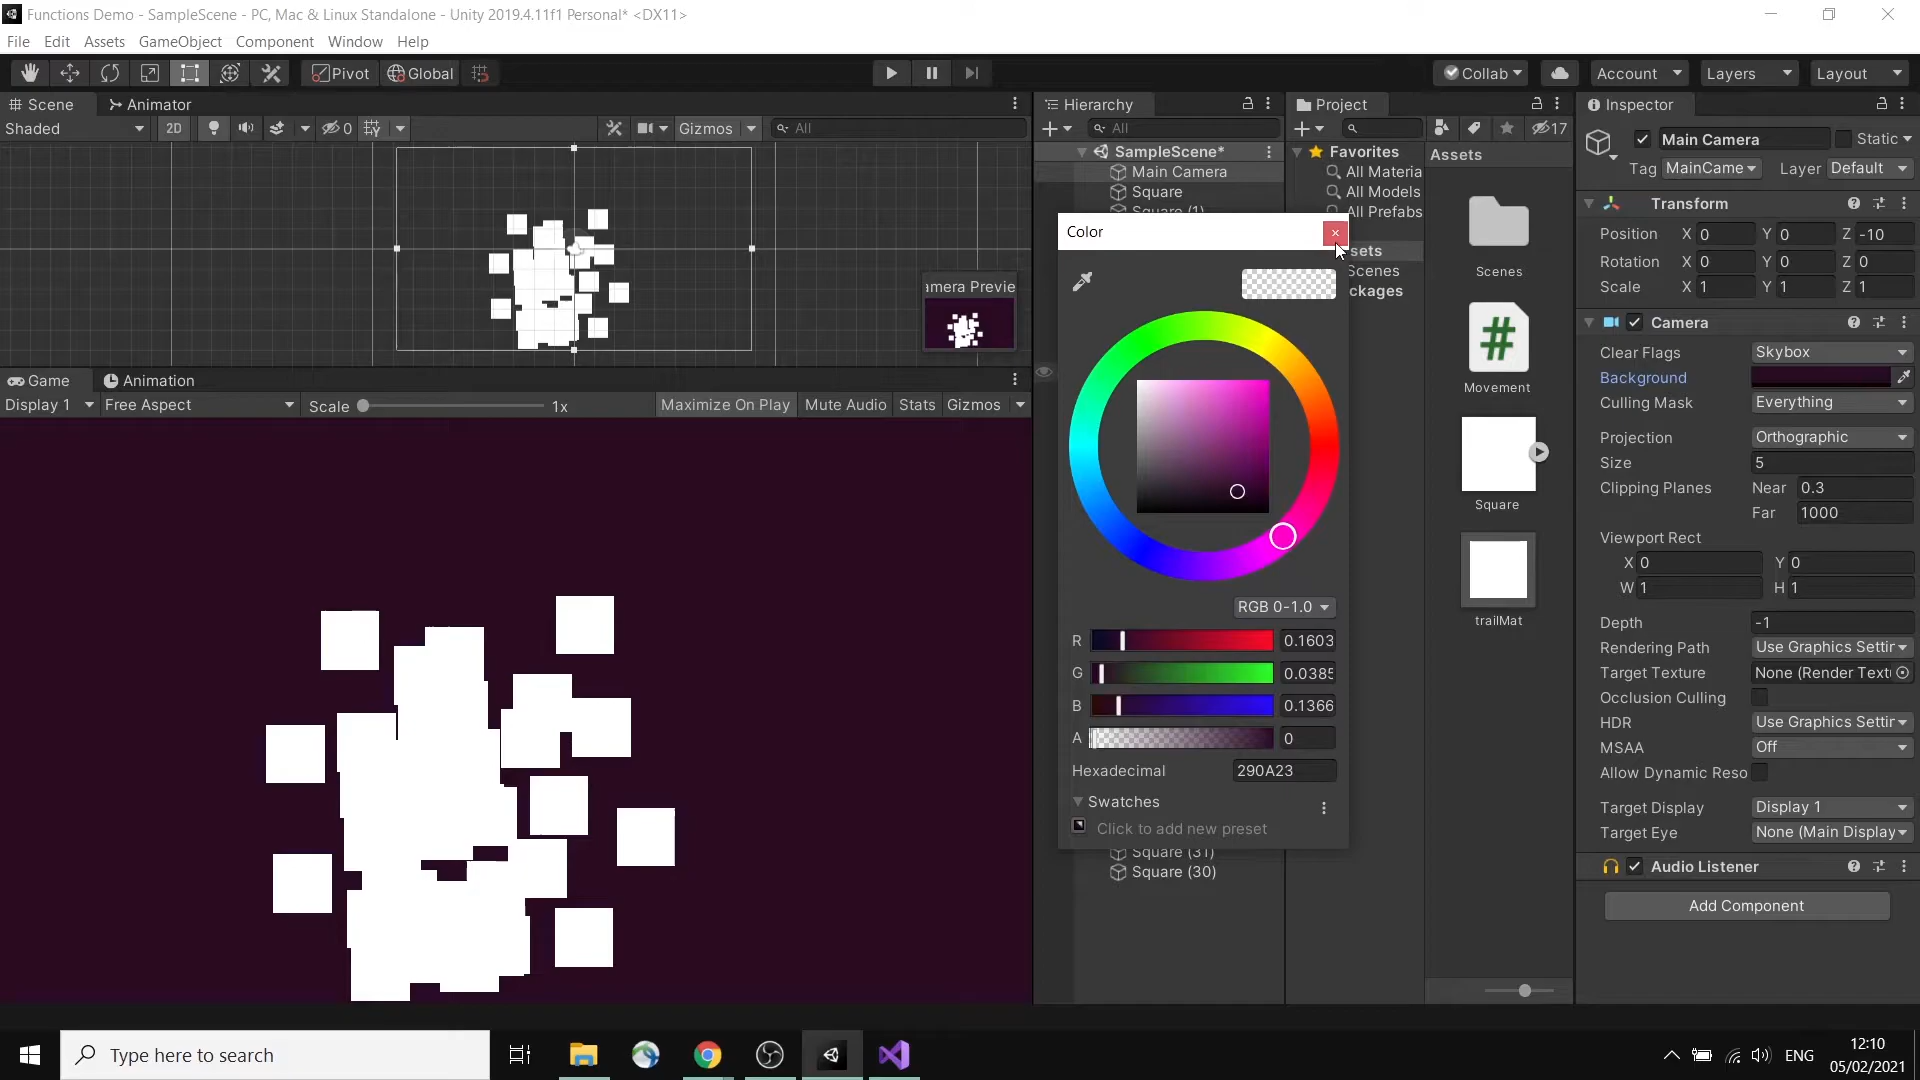 Functions Demo - SampleScene - PC, Mac & Linux Standalone - Unity 2019.4.11f1 Personal* <DX11>
File Edit Assets GameObject Component Window Help
Pivot Global Collab Account Layers Layout
Scene Animator
Shaded 2D 0 Gizmos All
amera Previe
Game Animation
Display 1 Free Aspect Scale 1x Maximize On Play Mute Audio Stats Gizmos
Hierarchy
All
SampleScene*
Main Camera
Square
Square (1)
Square (31)
Square (30)
Color
RGB 0-1.0
R 0.1603
G 0.0385
B 0.1366
A 0
Hexadecimal 290A23
Swatches
Click to add new preset
Project
17
Favorites
All Materia
All Models
All Prefabs
sets
Scenes
ckages
Assets
Scenes
#
Movement
Square
trailMat
Inspector
Main Camera Static
Tag MainCame Layer Default
Transform
Position X 0 Y 0 Z -10
Rotation X 0 Y 0 Z 0
Scale X 1 Y 1 Z 1
Camera
Clear Flags Skybox
Background
Culling Mask Everything
Projection Orthographic
Size 5
Clipping Planes Near 0.3
Far 1000
Viewport Rect
X 0 Y 0
W 1 H 1
Depth -1
Rendering Path Use Graphics Settir
Target Texture None (Render Textu
Occlusion Culling
HDR Use Graphics Settir
MSAA Off
Allow Dynamic Reso
Target Display Display 1
Target Eye None (Main Display
Audio Listener
Add Component
Type here to search
ENG
12:10
05/02/2021